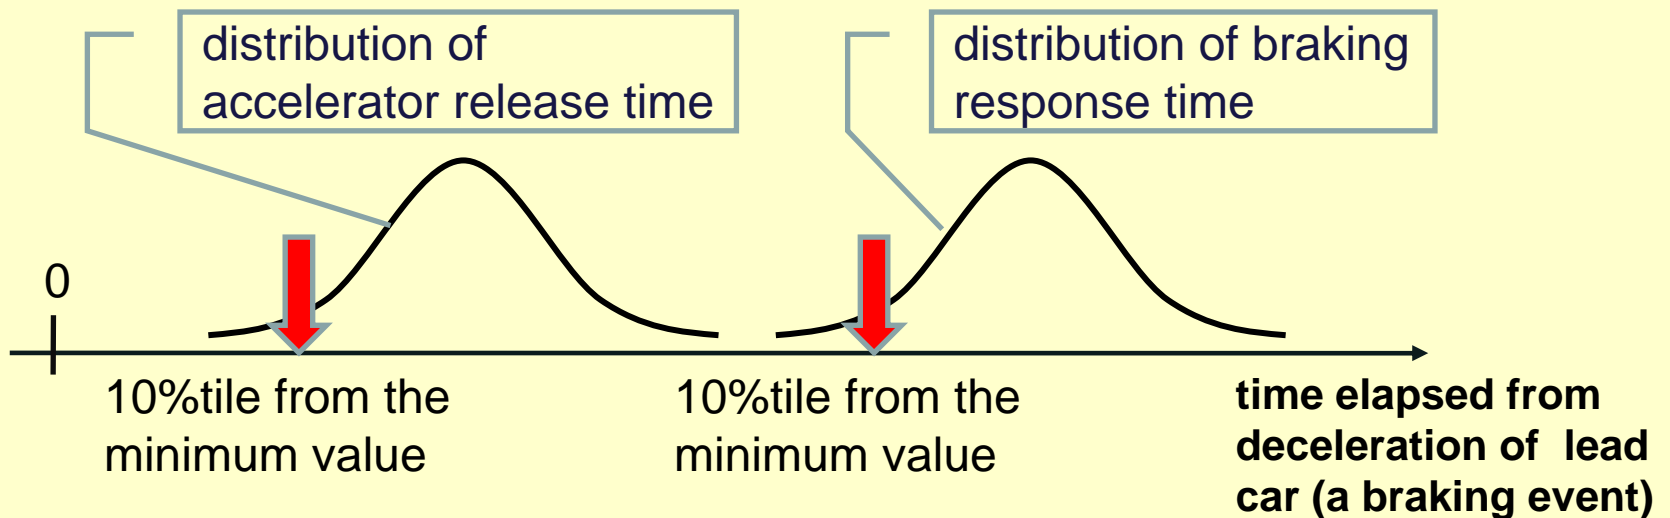 distribution of
accelerator release time
distribution of braking
response time
0
10%tile from the
minimum value
10%tile from the
minimum value
time elapsed from
deceleration of lead
car (a braking event)